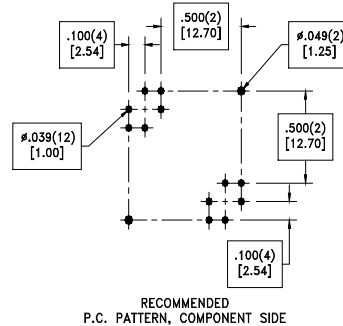 .500(2)
[12.70]
.100(4)
[2.54]
ø.049(2)
[1.25]
ø.039(12)
[1.00]
.500(2)
[12.70]
.100(4)
[2.54]
RECOMMENDED
P.C. PATTERN, COMPONENT SIDE